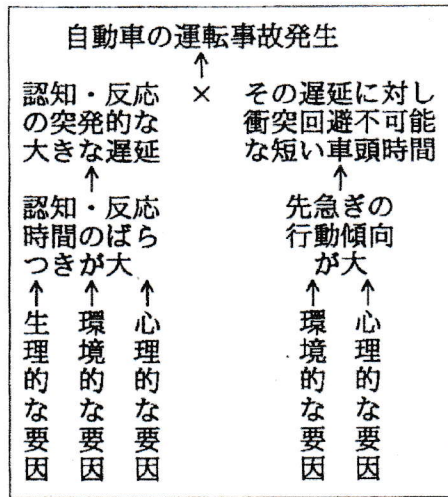 自動車の運転事故発生
↑
認知・反応
の突発的な
大きな遅延
×
その遅延に対し
衝突回避不可能
な短い車頭時間
↑
↑
認知・反応
時間のばら
つきが大
先急ぎの
行動傾向
が大
↑生理的な要因
↑環境的な要因
↑心理的な要因
↑環境的な要因
↑心理的な要因